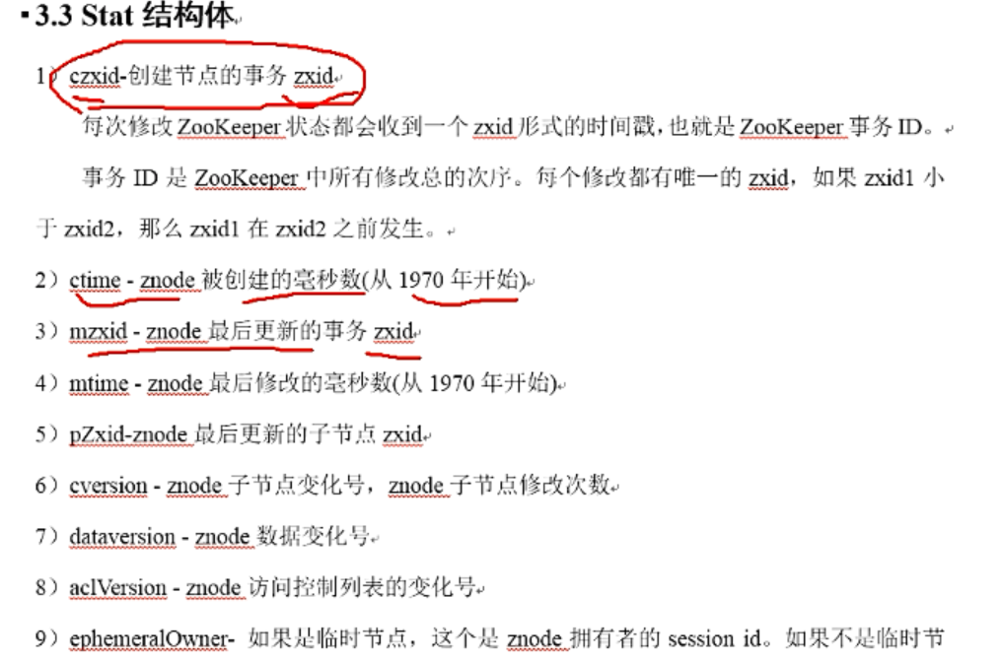 ▪3.3 Stat 结构体
1）czxid-创建节点的事务 zxid
每次修改 ZooKeeper 状态都会收到一个 zxid 形式的时间戳，也就是 ZooKeeper 事务 ID。
事务 ID 是 ZooKeeper 中所有修改总的次序。每个修改都有唯一的 zxid，如果 zxid1 小
于 zxid2，那么 zxid1 在 zxid2 之前发生。
2）ctime - znode 被创建的毫秒数(从 1970 年开始)
3）mzxid - znode 最后更新的事务 zxid
4）mtime - znode 最后修改的毫秒数(从 1970 年开始)
5）pZxid-znode 最后更新的子节点 zxid
6）cversion - znode 子节点变化号，znode 子节点修改次数
7）dataversion - znode 数据变化号
8）aclVersion - znode 访问控制列表的变化号
9）ephemeralOwner- 如果是临时节点，这个是 znode 拥有者的 session id。如果不是临时节